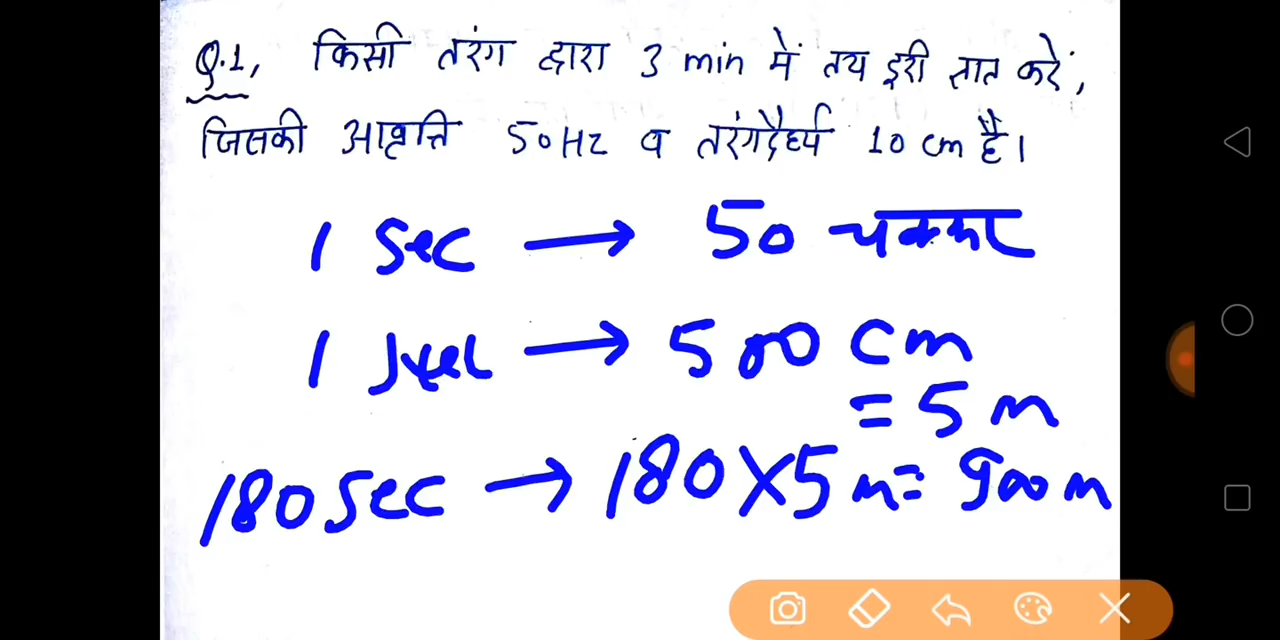 Q.1, किसी तरंग द्वारा 3 min में तय दूरी ज्ञात करें,
जिसकी आवृत्ति 50Hz व तरंगदैर्घ्य 10 cm है।
1 Sec → 50 चक्कर
1 sec → 500 cm
= 5 m
180 Sec → 180×5 m = 900 m